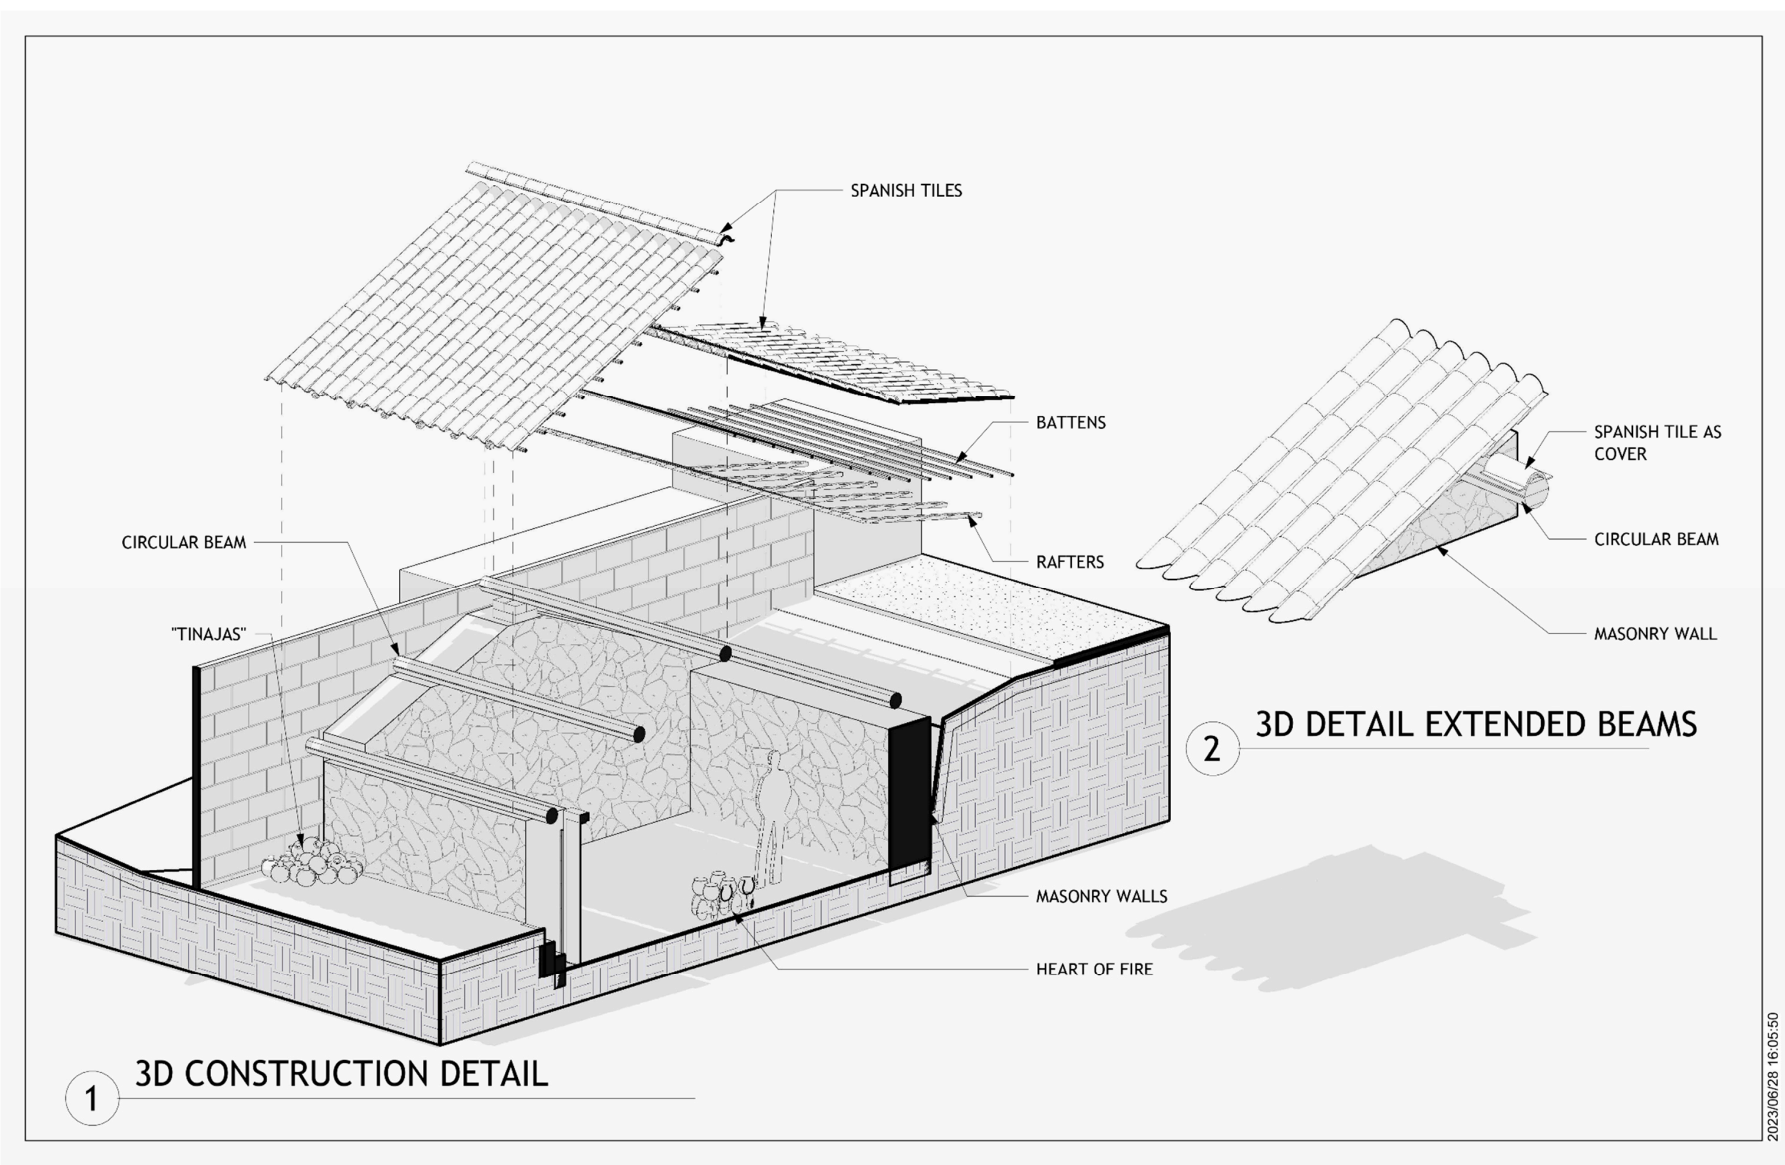 SPANISH TILES
BATTENS
CIRCULAR BEAM
RAFTERS
"TINAJAS"
MASONRY WALLS
HEART OF FIRE
1
3D CONSTRUCTION DETAIL
SPANISH TILE AS
COVER
CIRCULAR BEAM
MASONRY WALL
2
3D DETAIL EXTENDED BEAMS
2023/06/28 16:05:50